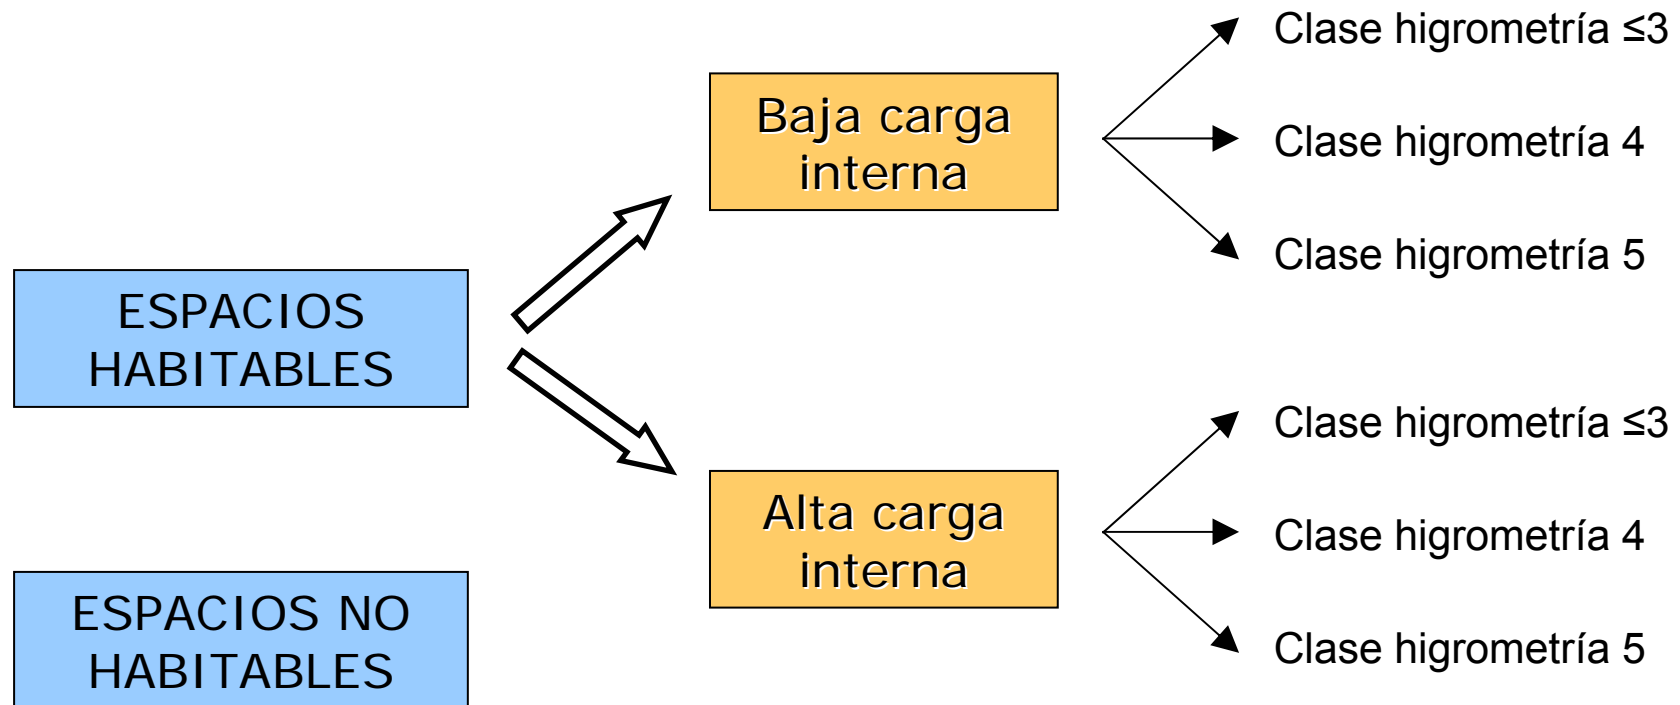 ESPACIOS
HABITABLES
ESPACIOS NO
HABITABLES
Baja carga
interna
Alta carga
interna
Clase higrometría ≤3
Clase higrometría 4
Clase higrometría 5
Clase higrometría ≤3
Clase higrometría 4
Clase higrometría 5